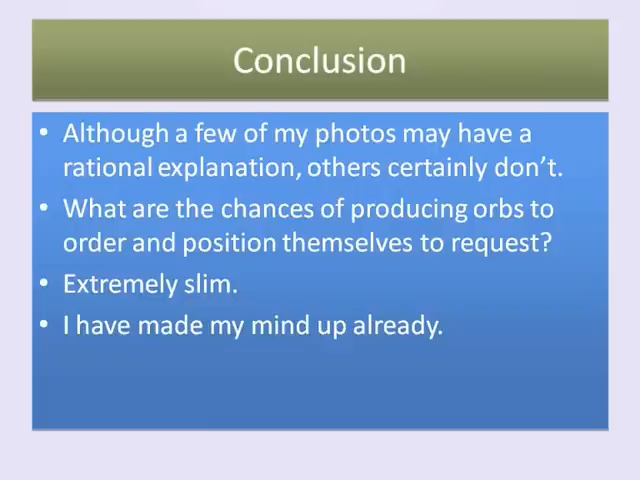 Conclusion
• Although a few of my photos may have a
rational explanation, others certainly don’t.
• What are the chances of producing orbs to
order and position themselves to request?
• Extremely slim.
• I have made my mind up already.